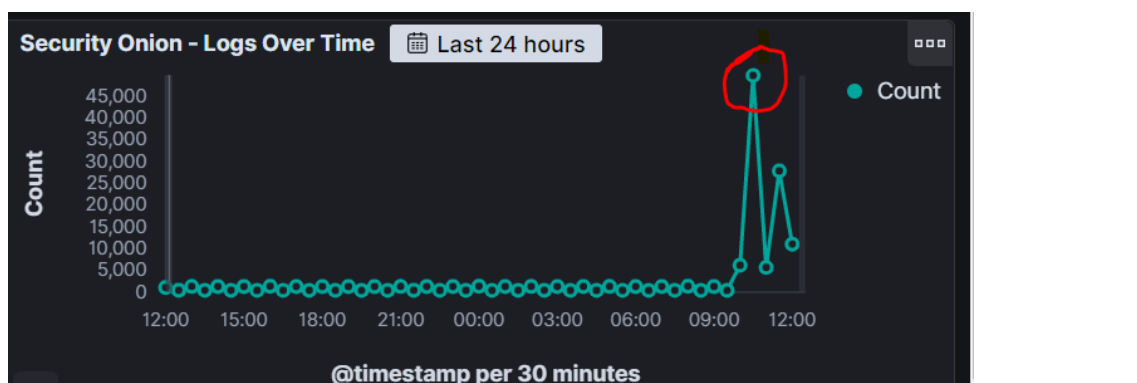 Security Onion - Logs Over Time Last 24 hours
Count
45,000
40,000
35,000
30,000
25,000
20,000
15,000
10,000
5,000
0
Count
12:00 15:00 18:00 21:00 00:00 03:00 06:00 09:00 12:00
@timestamp per 30 minutes